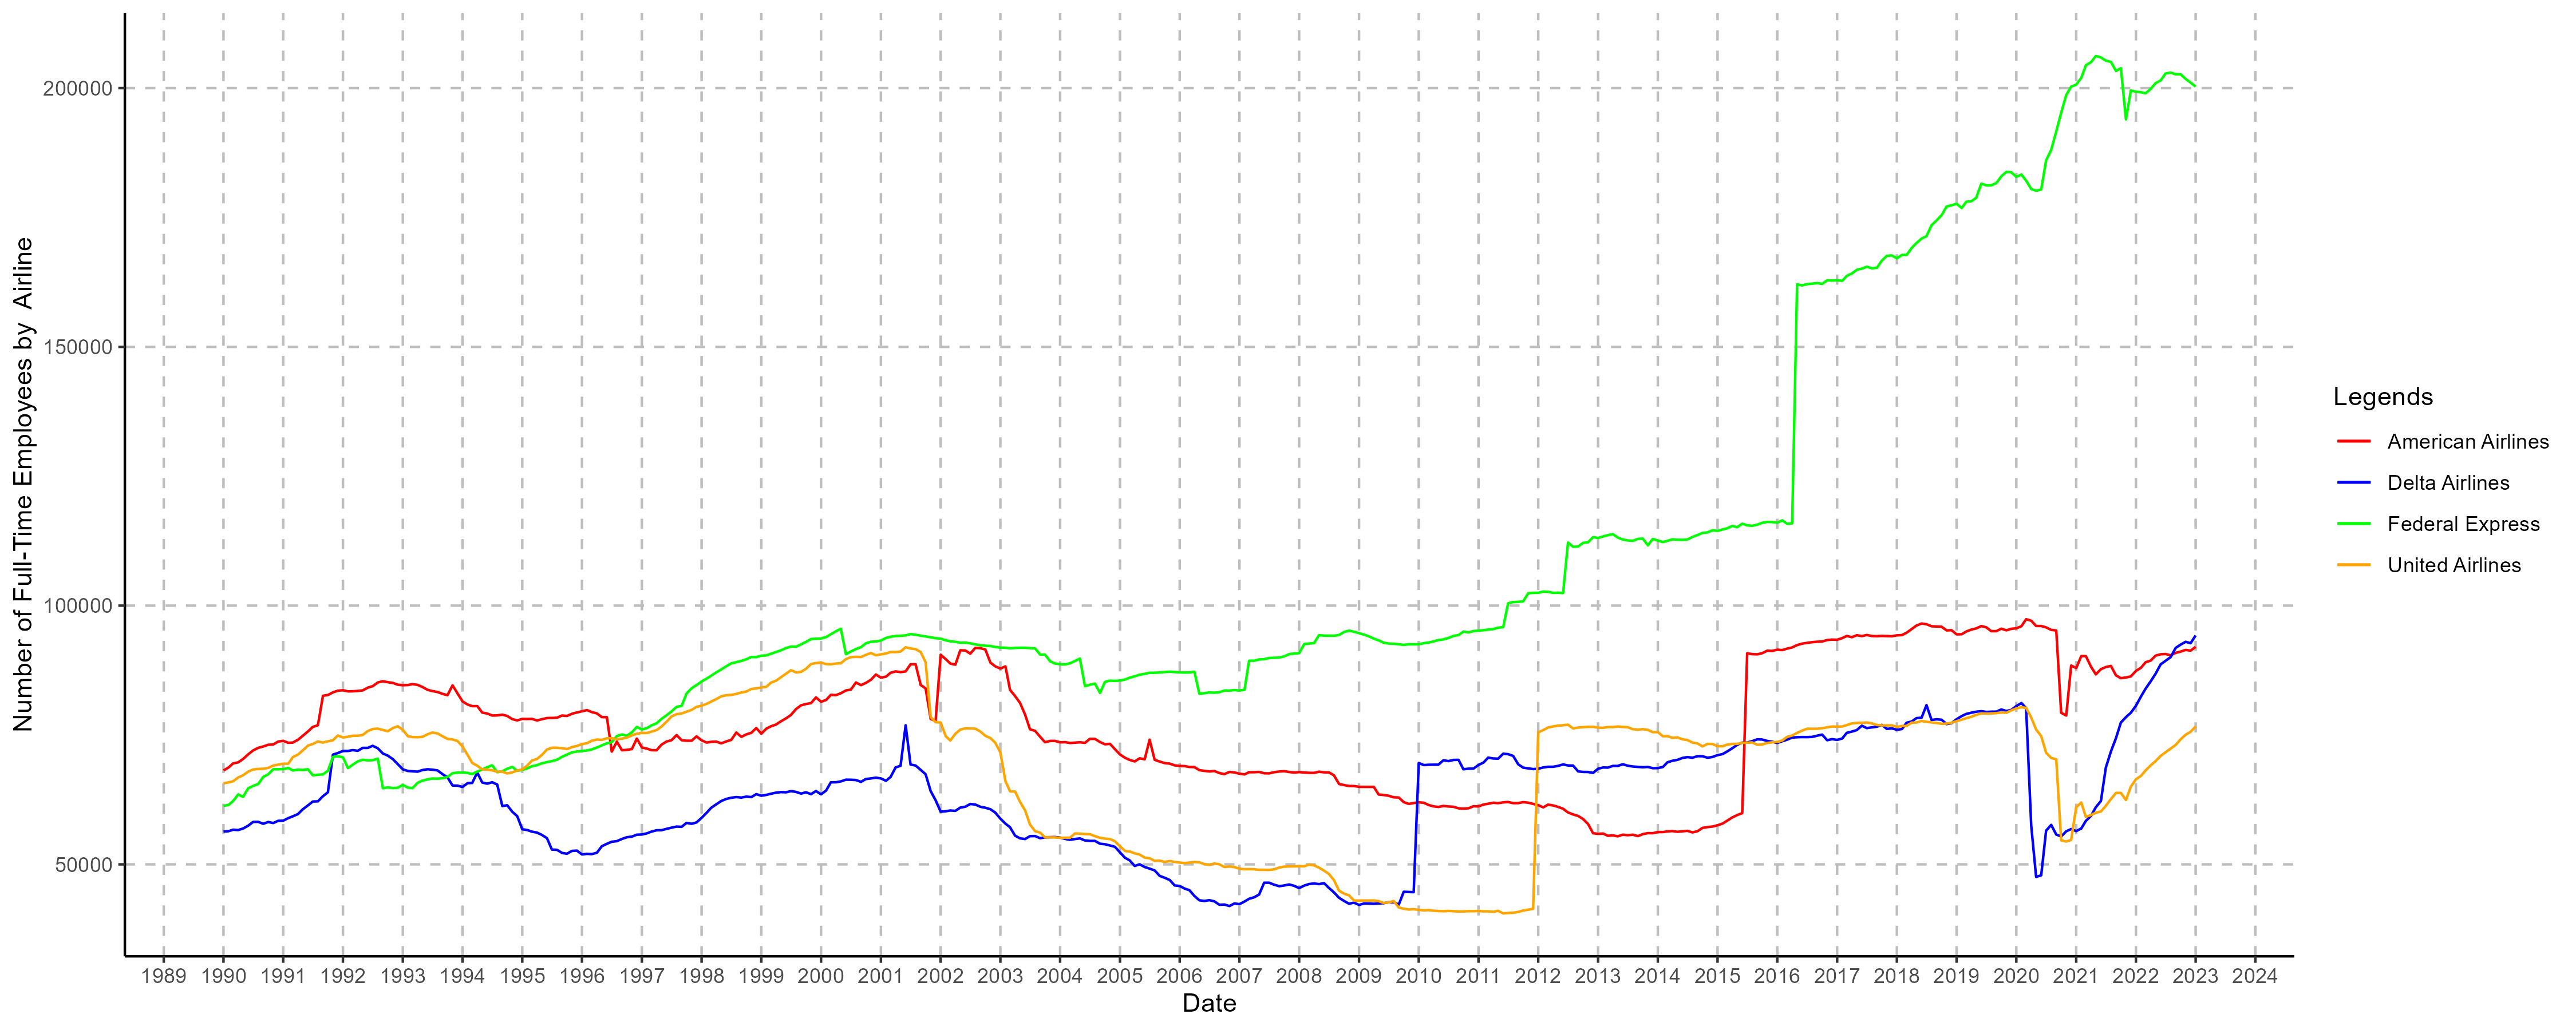 Number of Full-Time Employees by  Airline
200000
150000
100000
50000
1989 1990 1991 1992 1993 1994 1995 1996 1997 1998 1999 2000 2001 2002 2003 2004 2005 2006 2007 2008 2009 2010 2011 2012 2013 2014 2015 2016 2017 2018 2019 2020 2021 2022 2023 2024
Date
Legends
American Airlines
Delta Airlines
Federal Express
United Airlines